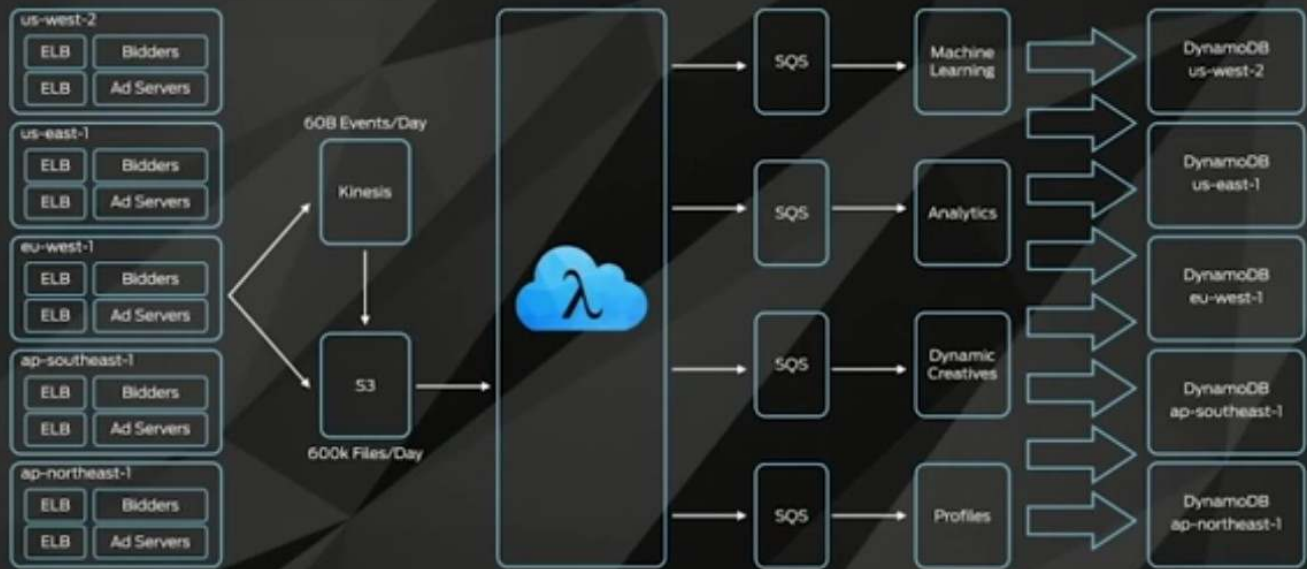 us-west-2
ELB
Bidders
ELB
Ad Servers
us-east-1
ELB
Bidders
ELB
Ad Servers
eu-west-1
ELB
Bidders
ELB
Ad Servers
ap-southeast-1
ELB
Bidders
ELB
Ad Servers
ap-northeast-1
ELB
Bidders
ELB
Ad Servers
60B Events/Day
Kinesis
S3
600k Files/Day
λ
SQS
Machine
Learning
SQS
Analytics
SQS
Dynamic
Creatives
SQS
Profiles
DynamoDB
us-west-2
DynamoDB
us-east-1
DynamoDB
eu-west-1
DynamoDB
ap-southeast-1
DynamoDB
ap-northeast-1